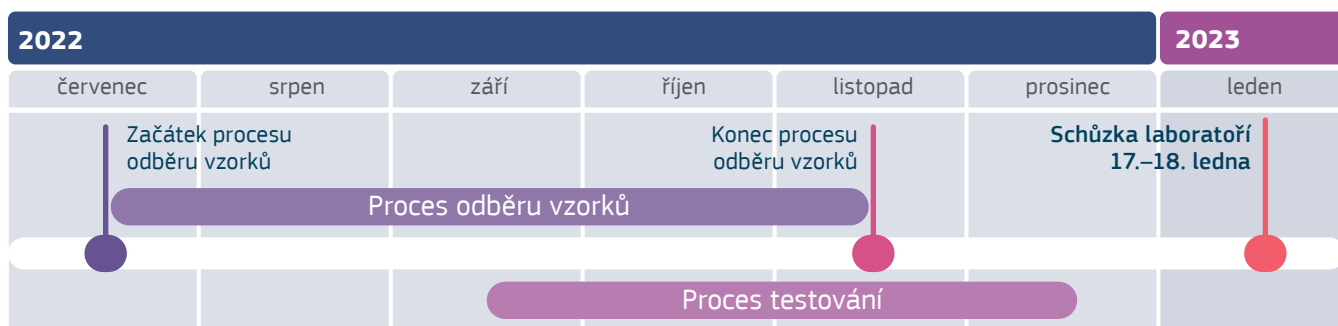 2022
2023
červenec
srpen
září
říjen
listopad
prosinec
leden
Začátek procesu
odběru vzorků
Konec procesu
odběru vzorků
Schůzka laboratoří
17.–18. ledna
Proces odběru vzorků
Proces testování